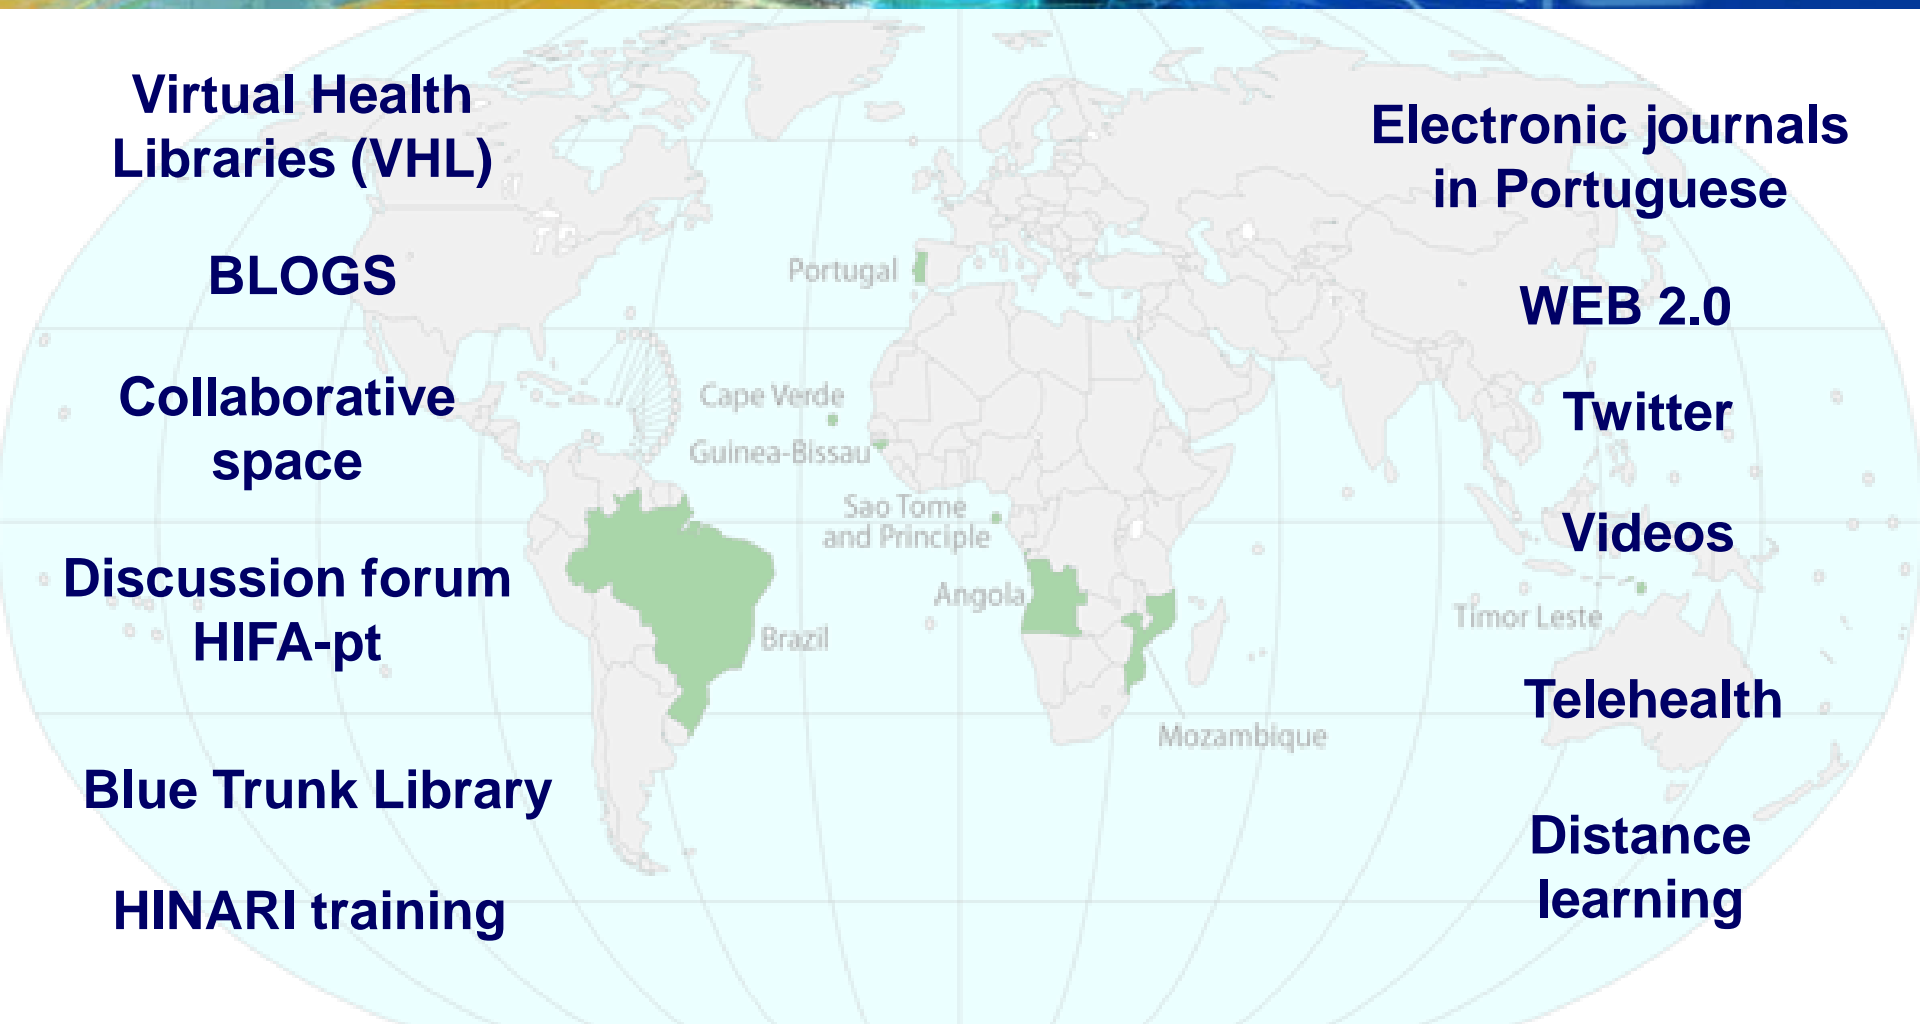 Virtual Health
Libraries (VHL)
BLOGS
Collaborative
space
Discussion forum
HIFA-pt
Blue Trunk Library
HINARI training
Portugal
Cape Verde
Guinea-Bissau
Sao Tome
and Principle
Angola
Brazil
Mozambique
Timor Leste
Electronic journals
in Portuguese
WEB 2.0
Twitter
Videos
Telehealth
Distance
learning